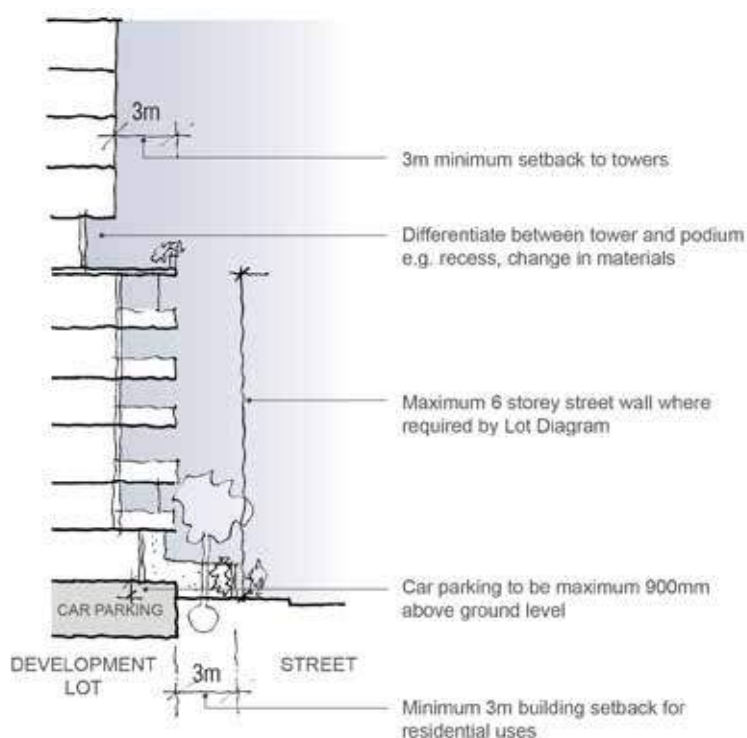 3m
3m minimum setback to towers
Differentiate between tower and podium
e.g. recess, change in materials
Maximum 6 storey street wall where
required by Lot Diagram
Car parking to be maximum 900mm
above ground level
CAR PARKING
DEVELOPMENT
LOT
STREET
3m
Minimum 3m building setback for
residential uses